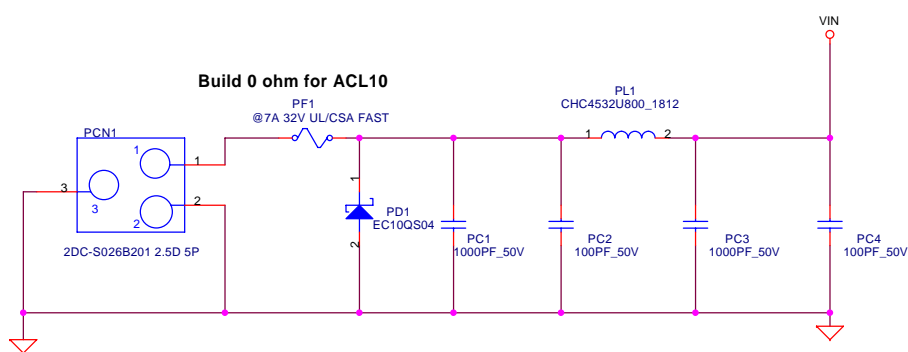 VIN
Build 0 ohm for ACL10
PL1
CHC4532U800_1812
PF1
@7A 32V UL/CSA FAST
PCN1
1
1
1
2
3
3
2
2
1
2
PD1
EC10QS04
PC1
1000PF_50V
PC2
100PF_50V
PC3
1000PF_50V
PC4
100PF_50V
2DC-S026B201 2.5D 5P